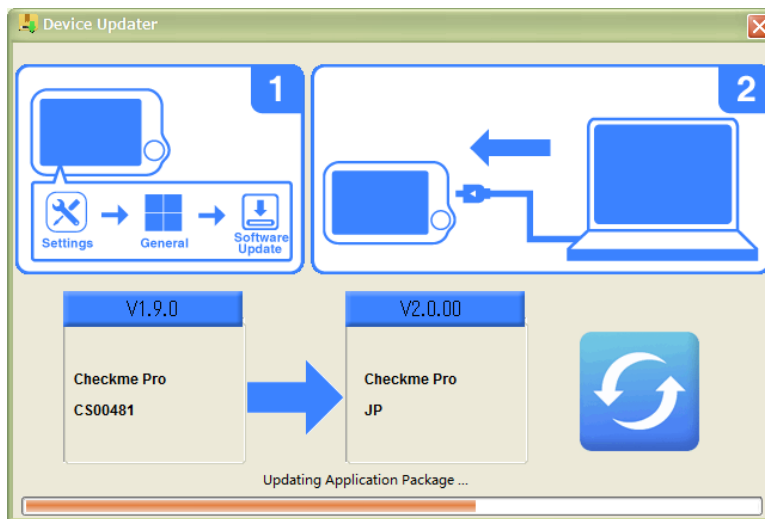 Device Updater
1
2
Settings
General
Software
Update
V1.9.0
V2.0.00
Checkme Pro
CS00481
Checkme Pro
JP
Updating Application Package ...